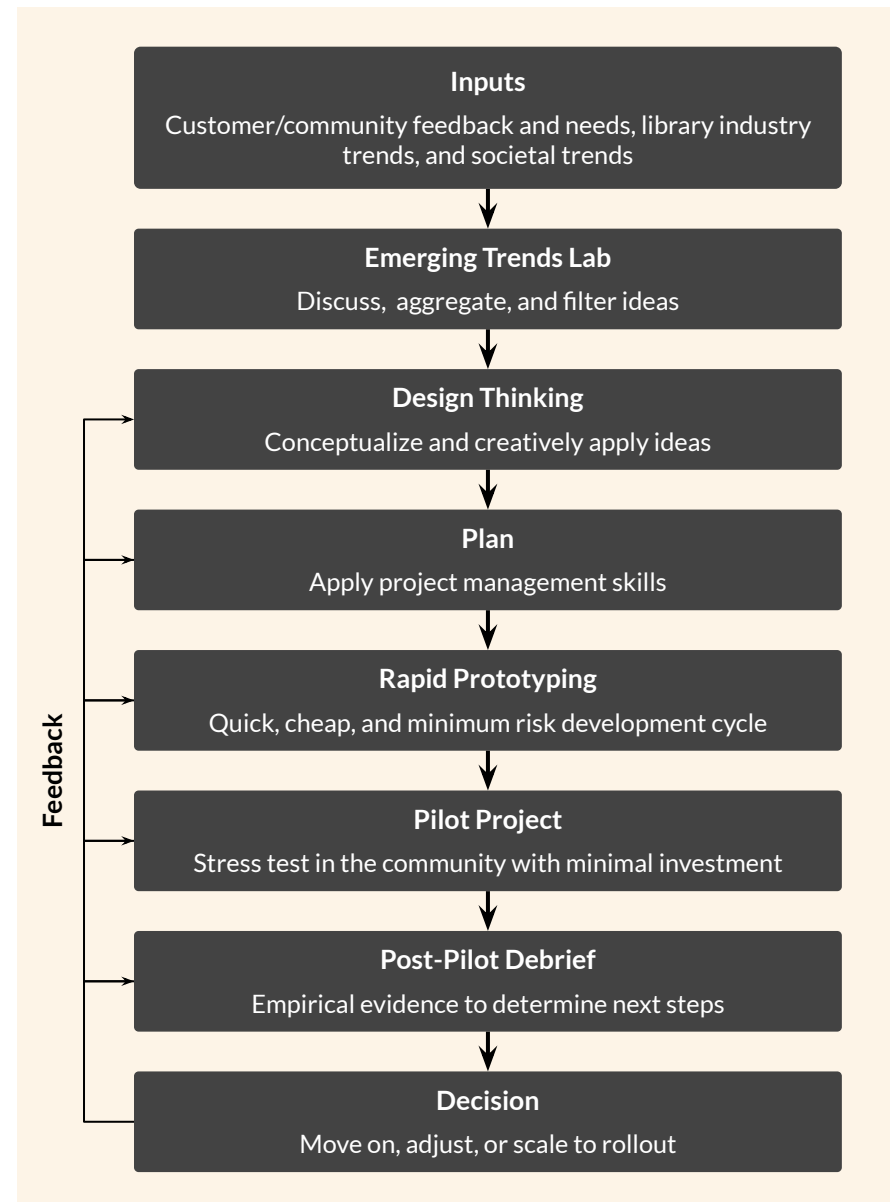 Inputs
Customer/community feedback and needs, library industry
trends, and societal trends
Emerging Trends Lab
Discuss,  aggregate, and filter ideas
Design Thinking
Conceptualize and creatively apply ideas
Plan
Apply project management skills
Rapid Prototyping
Quick, cheap, and minimum risk development cycle
Feedback
Pilot Project
Stress test in the community with minimal investment
Post-Pilot Debrief
Empirical evidence to determine next steps
Decision
Move on, adjust, or scale to rollout